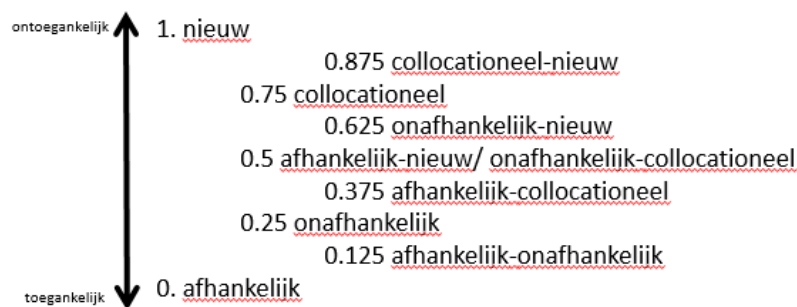 ontoegankelijk
1. nieuw
0.875 collocationeel-nieuw
0.75 collocationeel
0.625 onafhankelijk-nieuw
0.5 afhankelijk-nieuw/ onafhankelijk-collocationeel
0.375 afhankelijk-collocationeel
0.25 onafhankelijk
0.125 afhankelijk-onafhankelijk
toegankelijk
0. afhankelijk